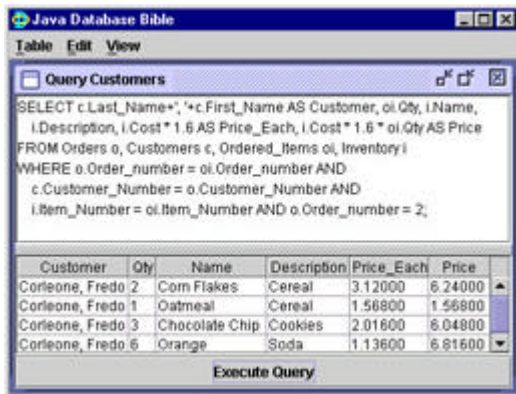 Java Database Bible
Table Edit View
Query Customers
SELECT c.Last_Name+', '+c.First_Name AS Customer, oi.Qty, i.Name,
i.Description, i.Cost * 1.6 AS Price_Each, i.Cost * 1.6 * oi.Qty AS Price
FROM Orders o, Customers c, Ordered_Items oi, Inventory i
WHERE o.Order_number = oi.Order_number AND
c.Customer_Number = o.Customer_Number AND
i.Item_Number = oi.Item_Number AND o.Order_number = 2;
Customer Qty Name Description Price_Each Price
Corleone, Fredo 2 Corn Flakes Cereal 3.12000 6.24000
Corleone, Fredo 1 Oatmeal Cereal 1.56800 1.56800
Corleone, Fredo 3 Chocolate Chip Cookies 2.01600 6.04800
Corleone, Fredo 6 Orange Soda 1.13600 6.81600
Execute Query